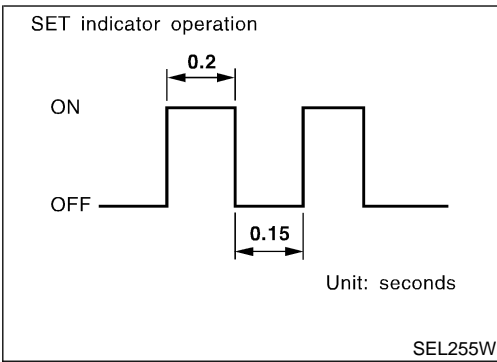 SET indicator operation
0.2
ON
OFF
0.15
Unit: seconds
SEL255W